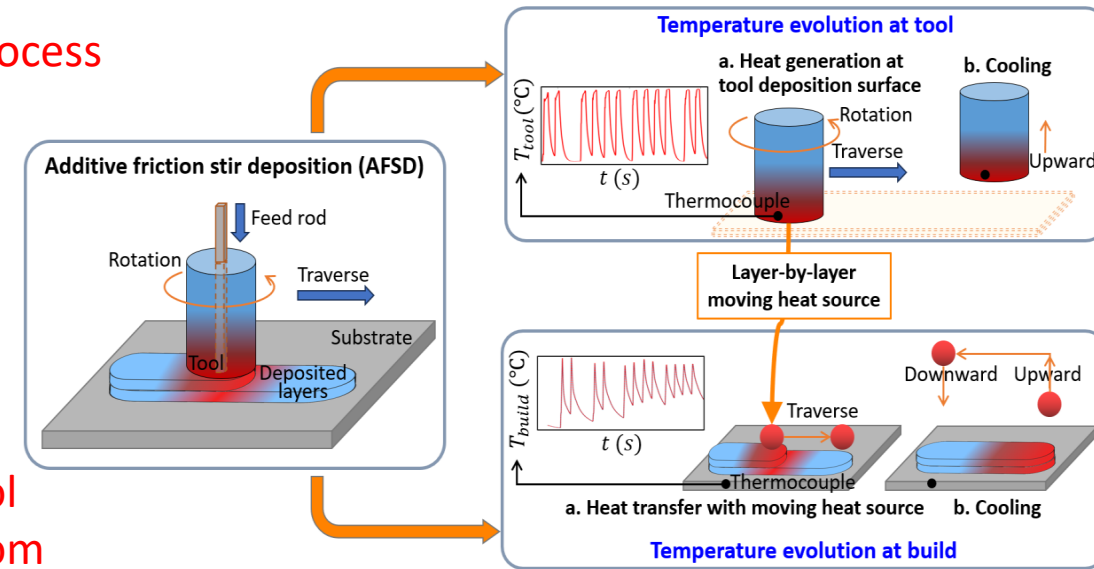 ocess
Additive friction stir deposition (AFSD)
Feed rod
Rotation
Traverse
Substrate
Tool
Deposited
layers
ol
om
Temperature evolution at tool
a. Heat generation at
tool deposition surface
b. Cooling
T_tool (°C)
t (s)
Rotation
Traverse
Upward
Thermocouple
Layer-by-layer
moving heat source
T_build (°C)
t (s)
Downward
Upward
Traverse
Thermocouple
a. Heat transfer with moving heat source
b. Cooling
Temperature evolution at build